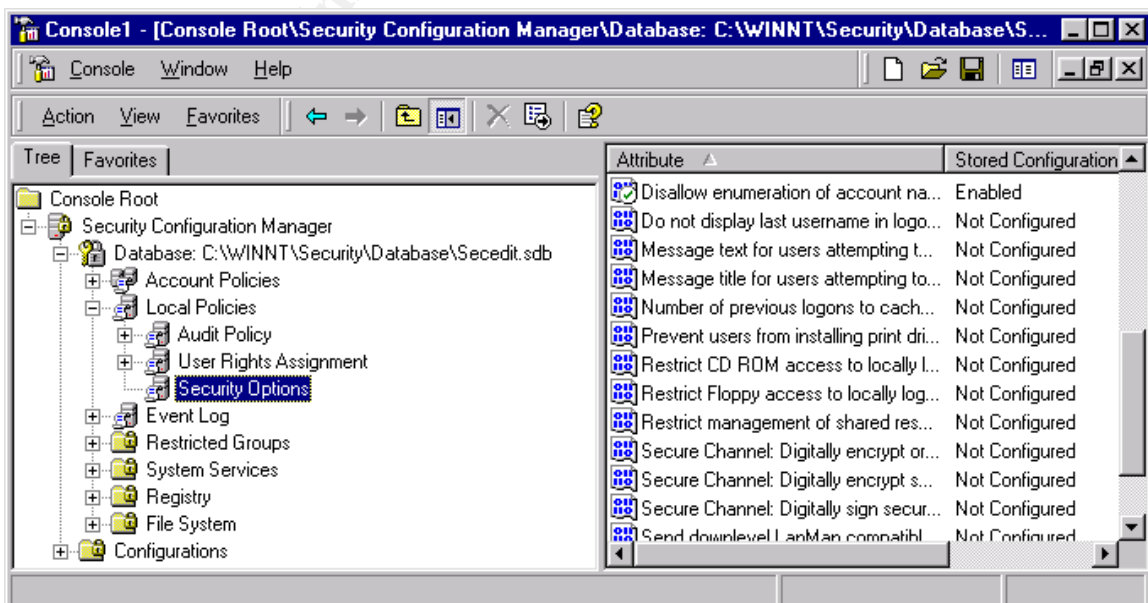 Console1 - [Console Root\Security Configuration Manager\Database: C:\WINNT\Security\Database\S...
Console Window Help
Action View Favorites
Tree Favorites
Console Root
Security Configuration Manager
Database: C:\WINNT\Security\Database\Secedit.sdb
Account Policies
Local Policies
Audit Policy
User Rights Assignment
Security Options
Event Log
Restricted Groups
System Services
Registry
File System
Configurations
Attribute Stored Configuration
Disallow enumeration of account na... Enabled
Do not display last username in logo... Not Configured
Message text for users attempting t... Not Configured
Message title for users attempting to... Not Configured
Number of previous logons to cach... Not Configured
Prevent users from installing print dri... Not Configured
Restrict CD ROM access to locally l... Not Configured
Restrict Floppy access to locally log... Not Configured
Restrict management of shared res... Not Configured
Secure Channel: Digitally encrypt or... Not Configured
Secure Channel: Digitally encrypt s... Not Configured
Secure Channel: Digitally sign secur... Not Configured
Send downlevel LanMan compatibl... Not Configured